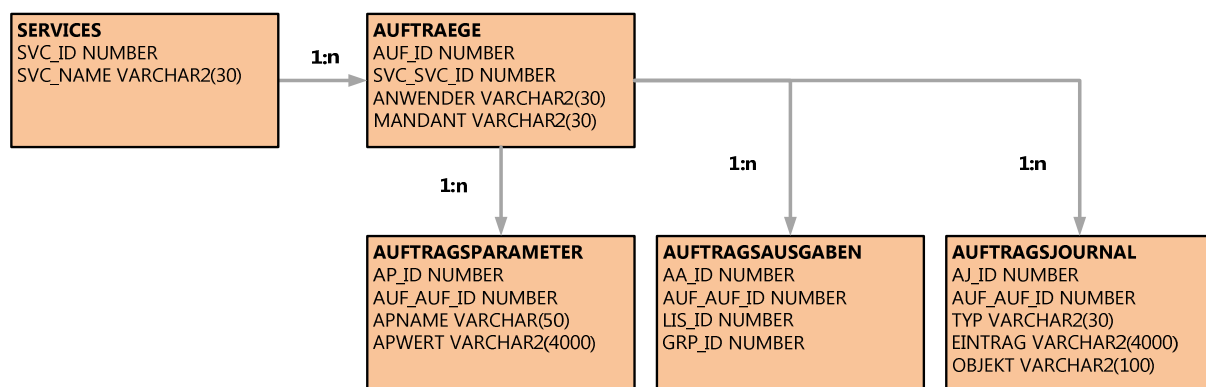 SERVICES
SVC_ID NUMBER
SVC_NAME VARCHAR2(30)
1:n
AUFTRAEGE
AUF_ID NUMBER
SVC_SVC_ID NUMBER
ANWENDER VARCHAR2(30)
MANDANT VARCHAR2(30)
1:n
1:n
1:n
AUFTRAGSPARAMETER
AP_ID NUMBER
AUF_AUF_ID NUMBER
APNAME VARCHAR(50)
APWERT VARCHAR2(4000)
AUFTRAGSAUSGABEN
AA_ID NUMBER
AUF_AUF_ID NUMBER
LIS_ID NUMBER
GRP_ID NUMBER
AUFTRAGSJOURNAL
AJ_ID NUMBER
AUF_AUF_ID NUMBER
TYP VARCHAR2(30)
EINTRAG VARCHAR2(4000)
OBJEKT VARCHAR2(100)